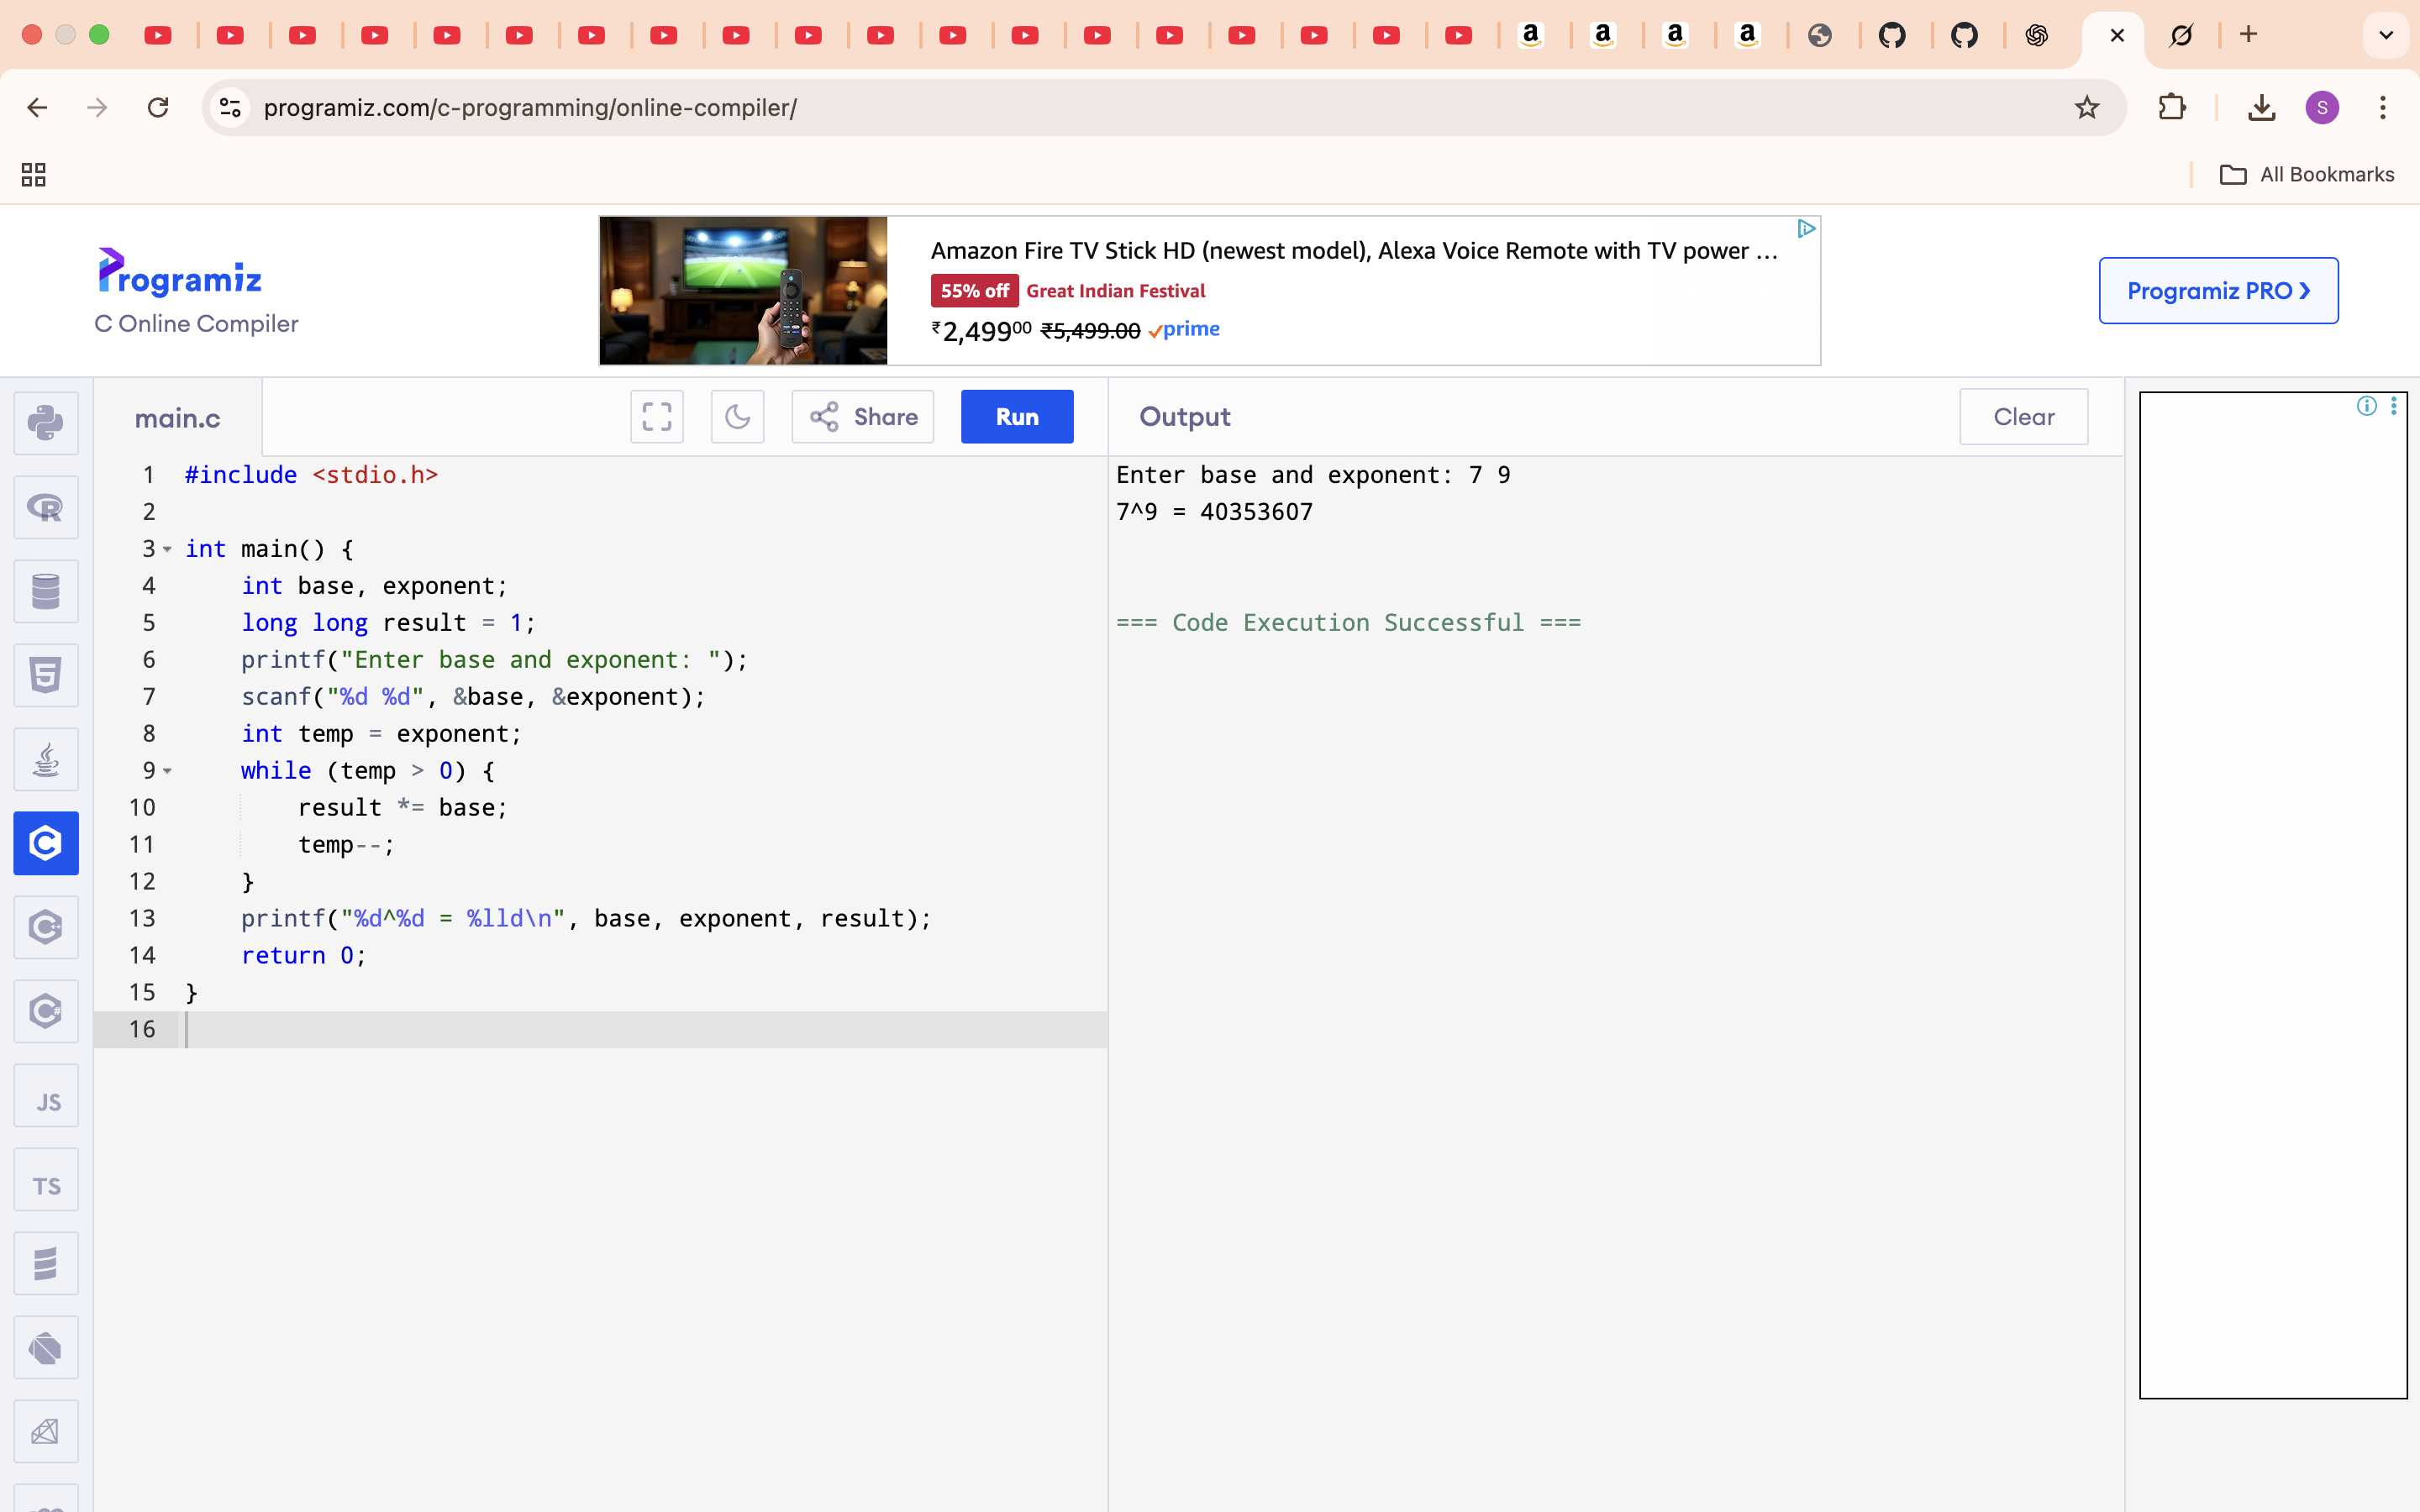 programiz.com/c-programming/online-compiler/
S
All Bookmarks
Programiz
C Online Compiler
Amazon Fire TV Stick HD (newest model), Alexa Voice Remote with TV power ...
55% off Great Indian Festival
₹2,49900 ₹5,499.00 prime
Programiz PRO ❯
main.c
Share
Run
Output
Clear
1 #include <stdio.h>
2
3 int main() {
4     int base, exponent;
5     long long result = 1;
6     printf("Enter base and exponent: ");
7     scanf("%d %d", &base, &exponent);
8     int temp = exponent;
9     while (temp > 0) {
10         result *= base;
11         temp--;
12     }
13     printf("%d^%d = %lld\n", base, exponent, result);
14     return 0;
15 }
16
Enter base and exponent: 7 9
7^9 = 40353607
=== Code Execution Successful ===
JS
TS